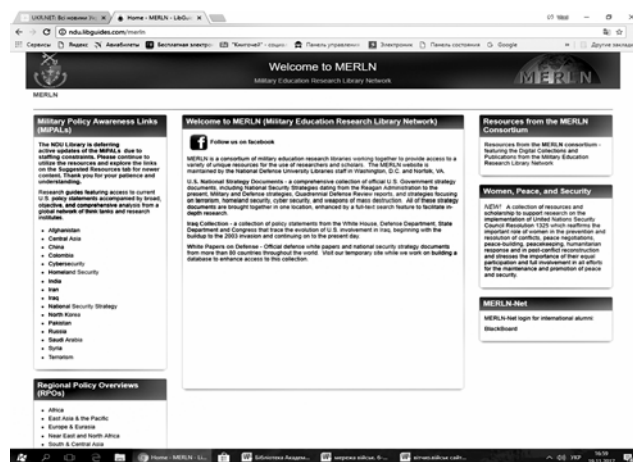 UKR.NET: Всі новини Укр
Home - MERLN - LibGui
ndu.libguides.com/merln
Сервисы
Яндекс
Авиабилеты
Бесплатная электро
"Книгочей" - социо
Панель управления
Электроник
Панель состояния
Google
Другие закладки
Welcome to MERLN
Military Education Research Library Network
MERLN
MERLN
Military Policy Awareness Links
(MiPALs)
The NDU Library is deferring
active updates of the MiPALs due to
staffing constraints. Please continue to
utilize the resources and explore the links
on the Suggested Resources tab for newer
content. Thank you for your patience and
understanding.
Research guides featuring access to current
U.S. policy statements accompanied by broad,
objective, and comprehensive analysis from a
global network of think tanks and research
institutes.
Afghanistan
Central Asia
China
Colombia
Cybersecurity
Homeland Security
India
Iran
Iraq
National Security Strategy
North Korea
Pakistan
Russia
Saudi Arabia
Syria
Terrorism
Regional Policy Overviews
(RPOs)
Africa
East Asia & the Pacific
Europe & Eurasia
Near East and North Africa
South & Central Asia
Welcome to MERLN (Military Education Research Library Network)
Follow us on facebook
MERLN is a consortium of military education research libraries working together to provide access to a
variety of unique resources for the use of researchers and scholars. The MERLN website is
maintained by the National Defense University Libraries staff in Washington, D.C. and Norfolk, VA.
U.S. National Strategy Documents - a comprehensive collection of official U.S. Government strategy
documents, including National Security Strategies dating from the Reagan Administration to the
present, Military and Defense strategies, Quadrennial Defense Review reports, and strategies focusing
on terrorism, homeland security, cyber security, and weapons of mass destruction. All of these strategy
documents are brought together in one location, enhanced by a full-text search feature to facilitate in-
depth research.
Iraq Collection - a collection of policy statements from the White House, Defense Department, State
Department and Congress that trace the evolution of U.S. involvement in Iraq, beginning with the
buildup to the 2003 invasion and continuing on to the present day.
White Papers on Defense - Official defense white papers and national security strategy documents
from more than 80 countries throughout the world. Visit our temporary site while we work on building a
database to enhance access to this collection.
Resources from the MERLN
Consortium
Resources from the MERLN consortium -
featuring the Digital Collections and
Publications from the Military Education
Research Library Network
Women, Peace, and Security
NEW! A collection of resources and
scholarship to support research on the
implementation of United Nations Security
Council Resolution 1325 which reaffirms the
important role of women in the prevention and
resolution of conflicts, peace negotiations,
peace-building, peacekeeping, humanitarian
response and in post-conflict reconstruction
and stresses the importance of their equal
participation and full involvement in all efforts
for the maintenance and promotion of peace
and security.
MERLN-Net
MERLN-Net login for international alumni
BlackBoard
Home - MERLN - Li...
Библиотека Академ...
мережа військ. б-...
УКР
16:59